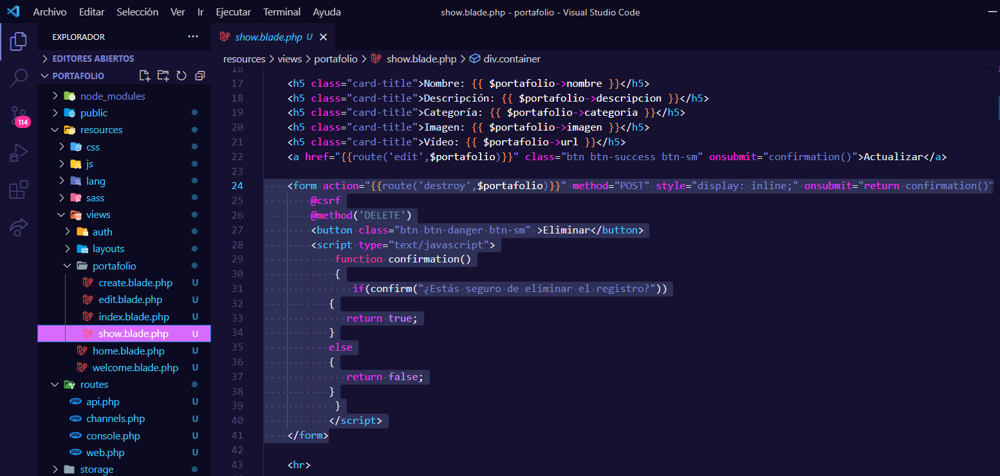 Archivo Editar Selección Ver Ir Ejecutar Terminal Ayuda
show.blade.php - portafolio - Visual Studio Code
EXPLORADOR
EDITORES ABIERTOS
PORTAFOLIO
node_modules
public
resources
css
js
lang
sass
views
auth
layouts
portafolio
create.blade.php U
edit.blade.php U
index.blade.php U
show.blade.php U
home.blade.php U
welcome.blade.php U
routes
api.php U
channels.php U
console.php U
web.php U
storage
114
show.blade.php U
resources > views > portafolio > show.blade.php > div.container
16
17 <h5 class="card-title">Nombre: {{ $portafolio->nombre }}</h5>
18 <h5 class="card-title">Descripción: {{ $portafolio->descripcion }}</h5>
19 <h5 class="card-title">Categoría: {{ $portafolio->categoria }}</h5>
20 <h5 class="card-title">Imagen: {{ $portafolio->imagen }}</h5>
21 <h5 class="card-title">Vídeo: {{ $portafolio->url }}</h5>
22 <a href="{{route('edit',$portafolio)}}" class="btn btn-success btn-sm" onsubmit="confirmation()">Actualizar</a>
23
24 <form action="{{route('destroy',$portafolio)}}" method="POST" style="display: inline;" onsubmit="return confirmation()"
25 @csrf
26 @method('DELETE')
27 <button class="btn btn-danger btn-sm" >Eliminar</button>
28 <script type="text/javascript">
29 function confirmation()
30 {
31 if(confirm("¿Estás seguro de eliminar el registro?"))
32 {
33 return true;
34 }
35 else
36 {
37 return false;
38 }
39 }
40 </script>
41 </form>
42
43 <hr>